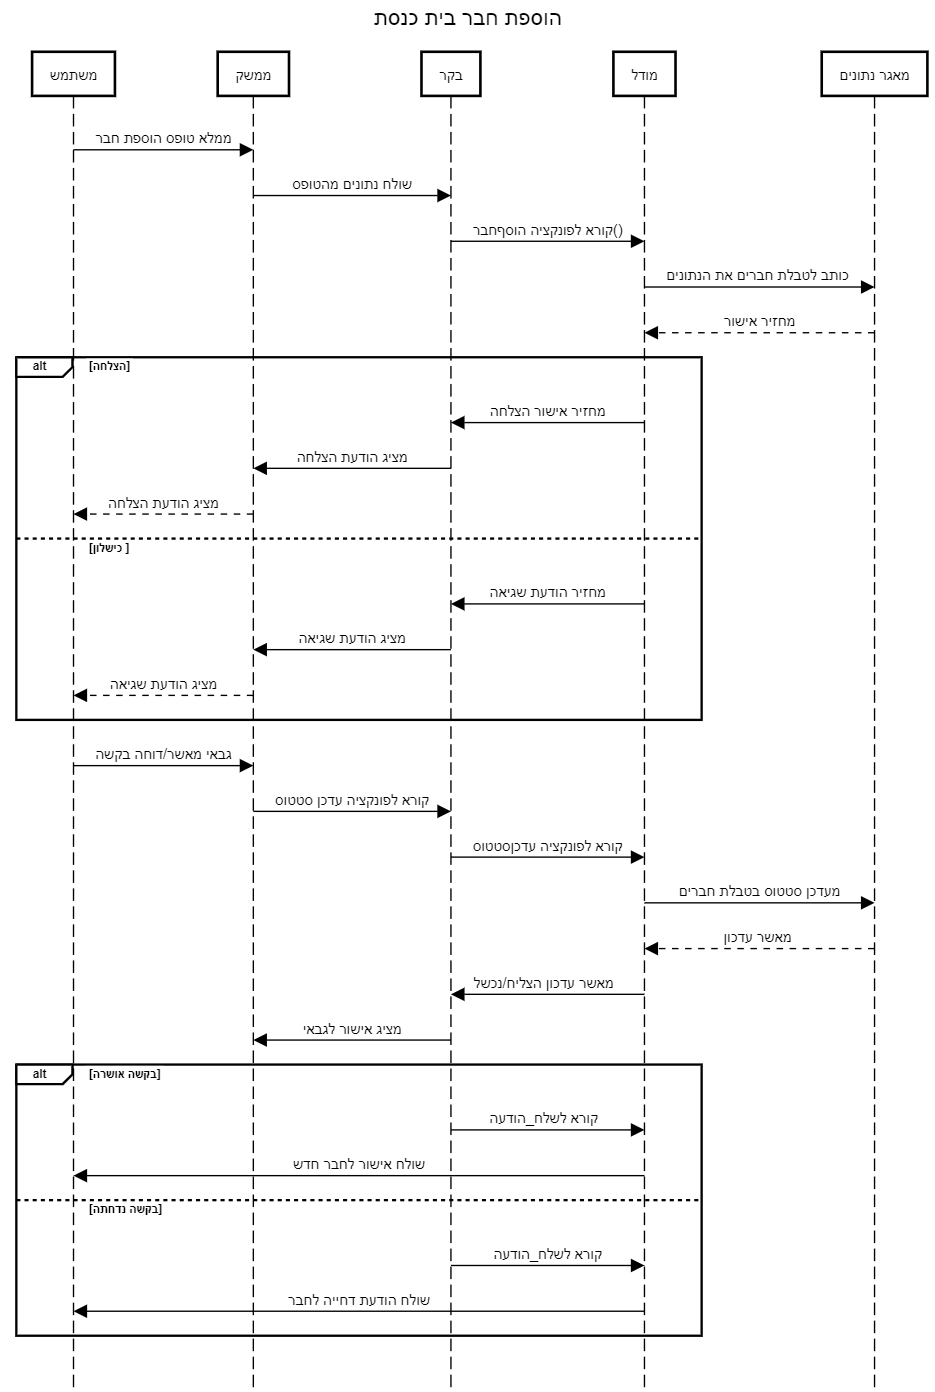 הוספת חבר בית כנסת
משתמש
ממשק
בקר
מודל
מאגר נתונים
ממלא טופס הוספת חבר
שולח נתונים מהטופס
קורא לפונקציה הוסףחבר()
כותב לטבלת חברים את הנתונים
מחזיר אישור
alt
[הצלחה]
מחזיר אישור הצלחה
מציג הודעת הצלחה
מציג הודעת הצלחה
[ כישלון]
מחזיר הודעת שגיאה
מציג הודעת שגיאה
מציג הודעת שגיאה
גבאי מאשר/דוחה בקשה
קורא לפונקציה עדכן סטטוס
קורא לפונקציה עדכןסטטוס
מעדכן סטטוס בטבלת חברים
מאשר עדכון
מאשר עדכון הצליח/נכשל
מציג אישור לגבאי
alt
[בקשה אושרה]
קורא לשלח_הודעה
שולח אישור לחבר חדש
[בקשה נדחתה]
קורא לשלח_הודעה
שולח הודעת דחייה לחבר